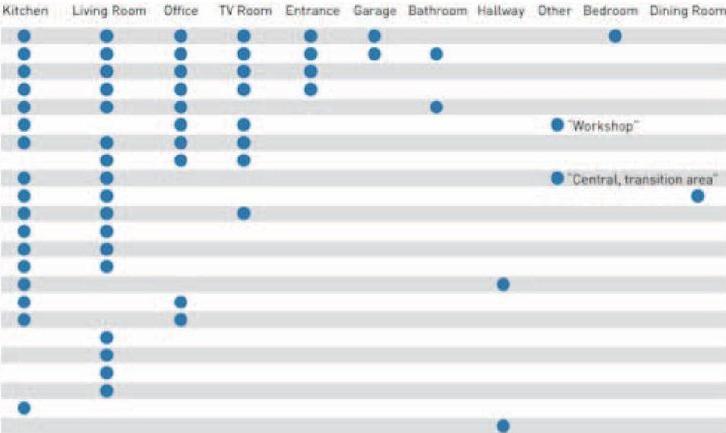 Kitchen Living Room Office TV Room Entrance Garage Bathroom Hallway Other Bedroom Dining Room
"Workshop"
"Central, transition area"